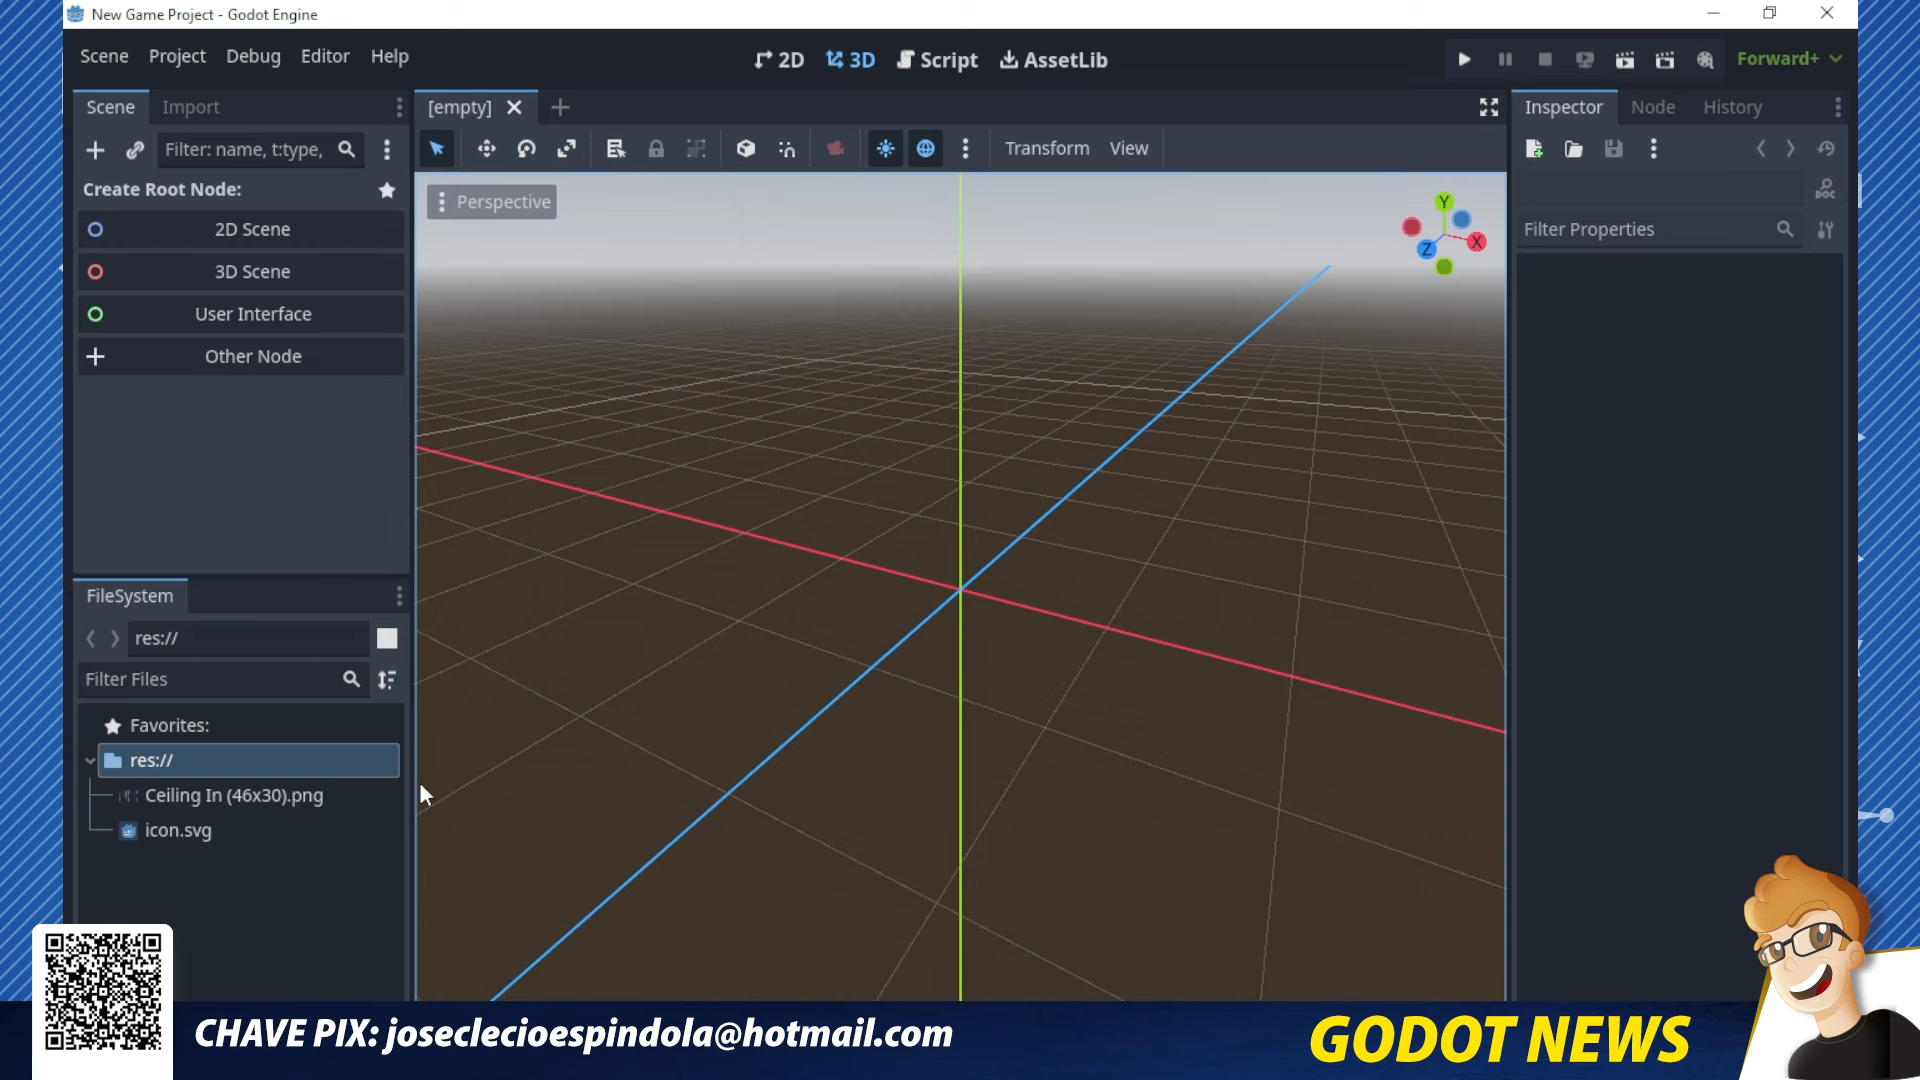 New Game Project - Godot Engine
Scene Project Debug Editor Help
2D 3D Script AssetLib
Forward+
Scene Import
[empty]
Inspector Node History
Filter: name, t:type,
Transform View
Create Root Node:
2D Scene
3D Scene
User Interface
Other Node
Perspective
Y
X
Z
DOC
Filter Properties
FileSystem
res://
Filter Files
Favorites:
res://
Ceiling In (46x30).png
icon.svg
CHAVE PIX: joseclecioespindola@hotmail.com
GODOT NEWS